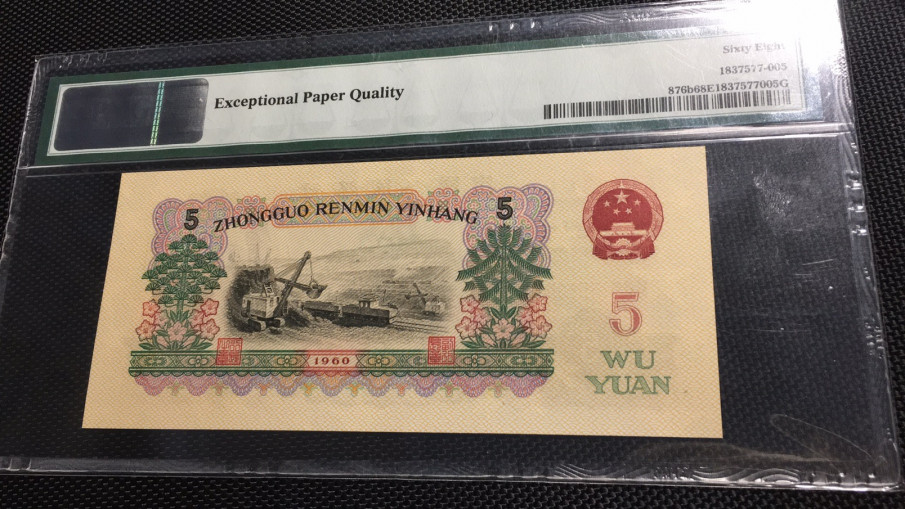 Sixty Eight
1837577-005
Exceptional Paper Quality
876b68E1837577005G
5 ZHONGGUO RENMIN YINHANG 5
5
1960
WU
YUAN